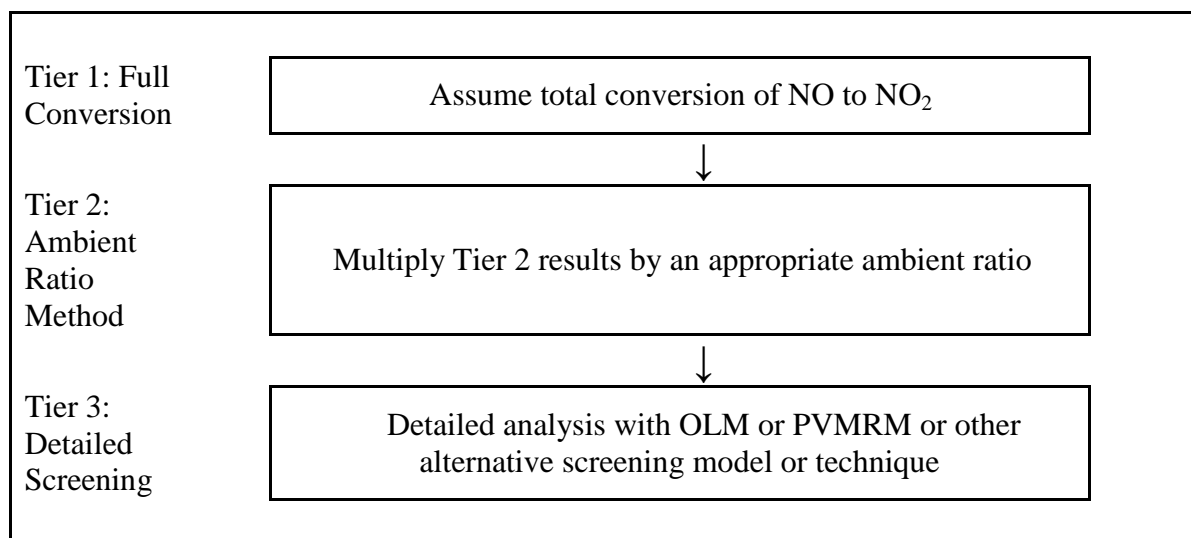 Tier 1: Full
Conversion
Assume total conversion of NO to NO₂
↓
Tier 2:
Ambient
Ratio
Method
Multiply Tier 2 results by an appropriate ambient ratio
↓
Tier 3:
Detailed
Screening
Detailed analysis with OLM or PVMRM or other
alternative screening model or technique